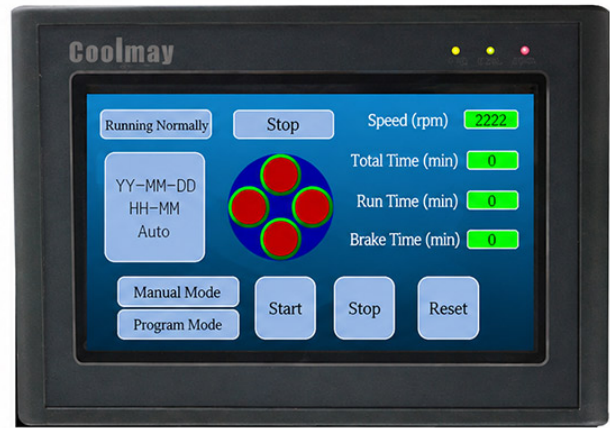 Coolmay
Running Normally
Stop
Speed (rpm) 2222
Total Time (min) 0
YY-MM-DD
HH-MM
Auto
Run Time (min) 0
Brake Time (min) 0
Manual Mode
Program Mode
Start
Stop
Reset